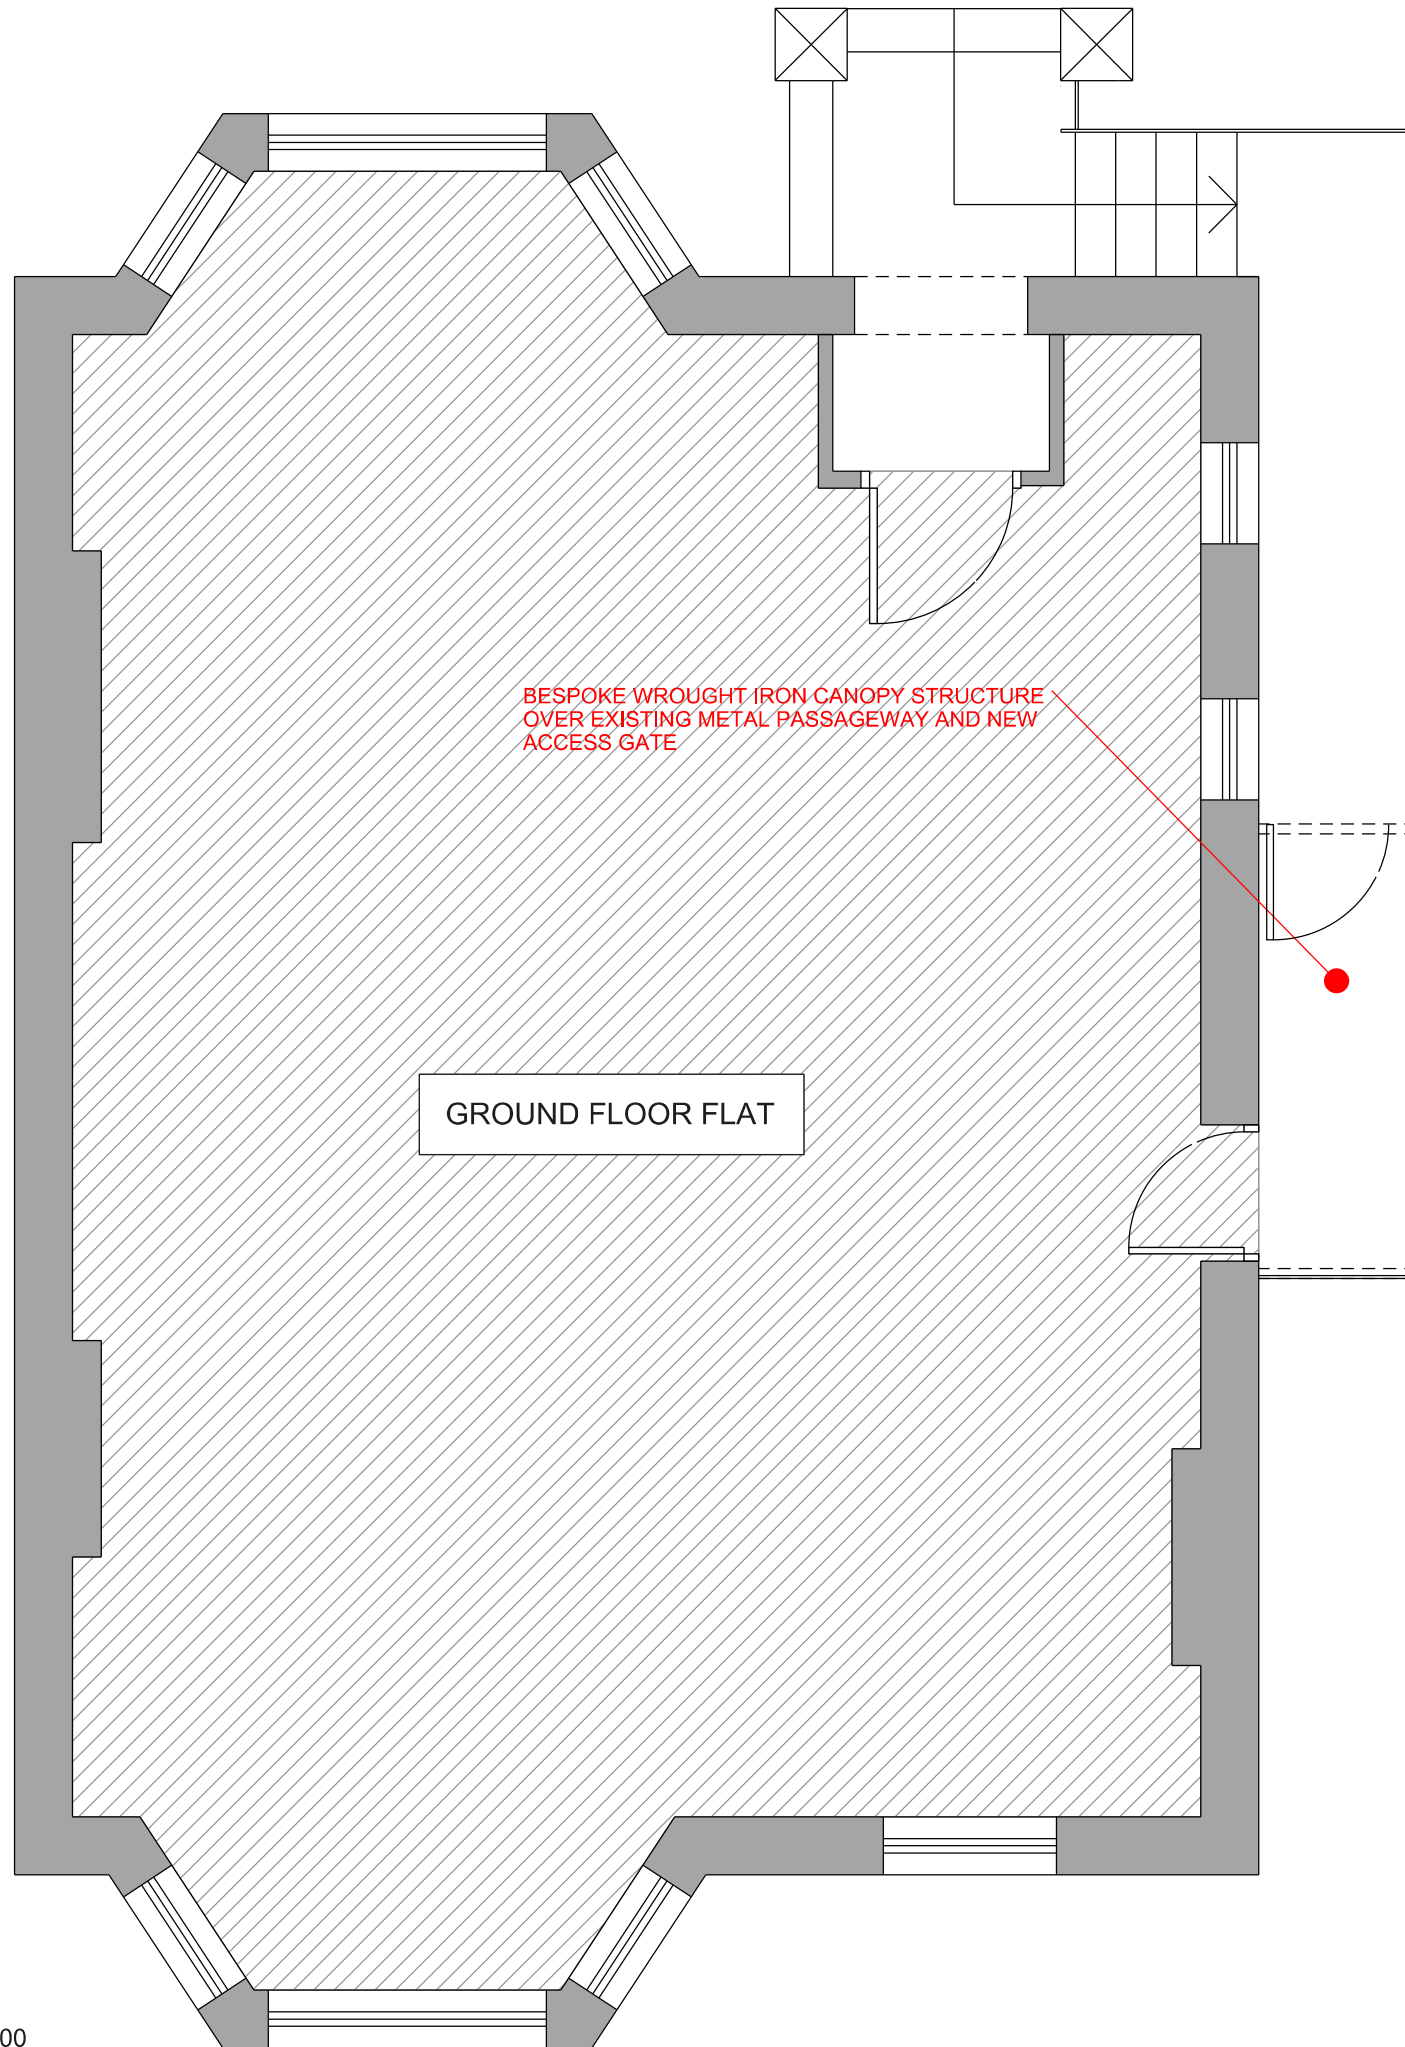 BESPOKE WROUGHT IRON CANOPY STRUCTURE
OVER EXISTING METAL PASSAGEWAY AND NEW
ACCESS GATE
GROUND FLOOR FLAT
00